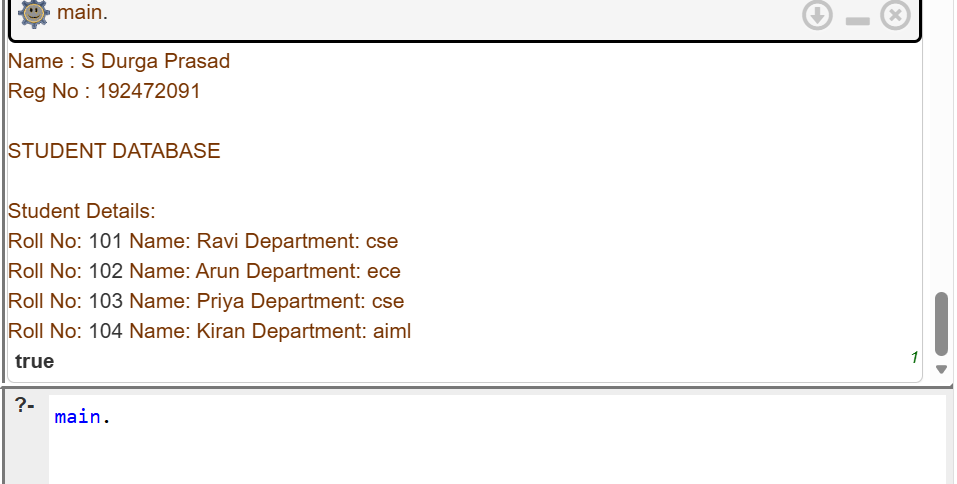 main.
Name : S Durga Prasad
Reg No : 192472091
STUDENT DATABASE
Student Details:
Roll No: 101 Name: Ravi Department: cse
Roll No: 102 Name: Arun Department: ece
Roll No: 103 Name: Priya Department: cse
Roll No: 104 Name: Kiran Department: aiml
true
1
?-
main.